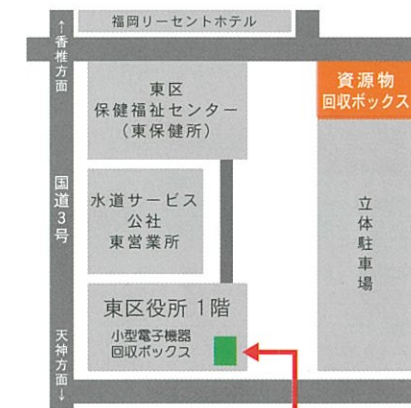 福岡リーセントホテル
↑香椎方面
東区
保健福祉センター
（東保健所）
資源物
回収ボックス
国道3号
水道サービス
公社
東営業所
立体駐車場
東区役所 1階
小型電子機器
回収ボックス
天神方面↓